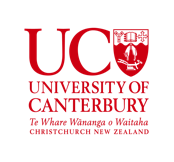 UC
UNIVERSITY OF
CANTERBURY
Te Whare Wānanga o Waitaha
CHRISTCHURCH NEW ZEALAND